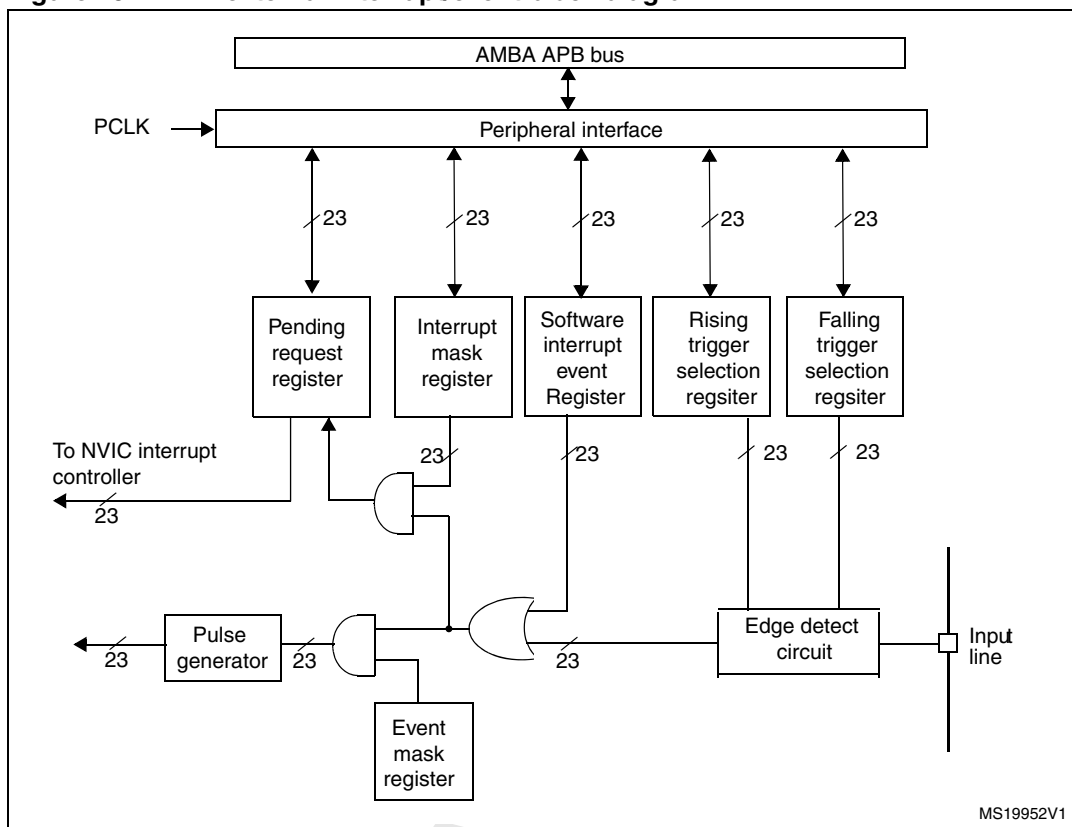 AMBA APB bus
PCLK
Peripheral interface
23
23
23
23
23
Pending
request
register
Interrupt
mask
register
Software
interrupt
event
Register
Rising
trigger
selection
regsiter
Falling
trigger
selection
regsiter
To NVIC interrupt
controller
23
23
23
23
23
Pulse
generator
23
23
23
Edge detect
circuit
Input
line
Event
mask
register
MS19952V1